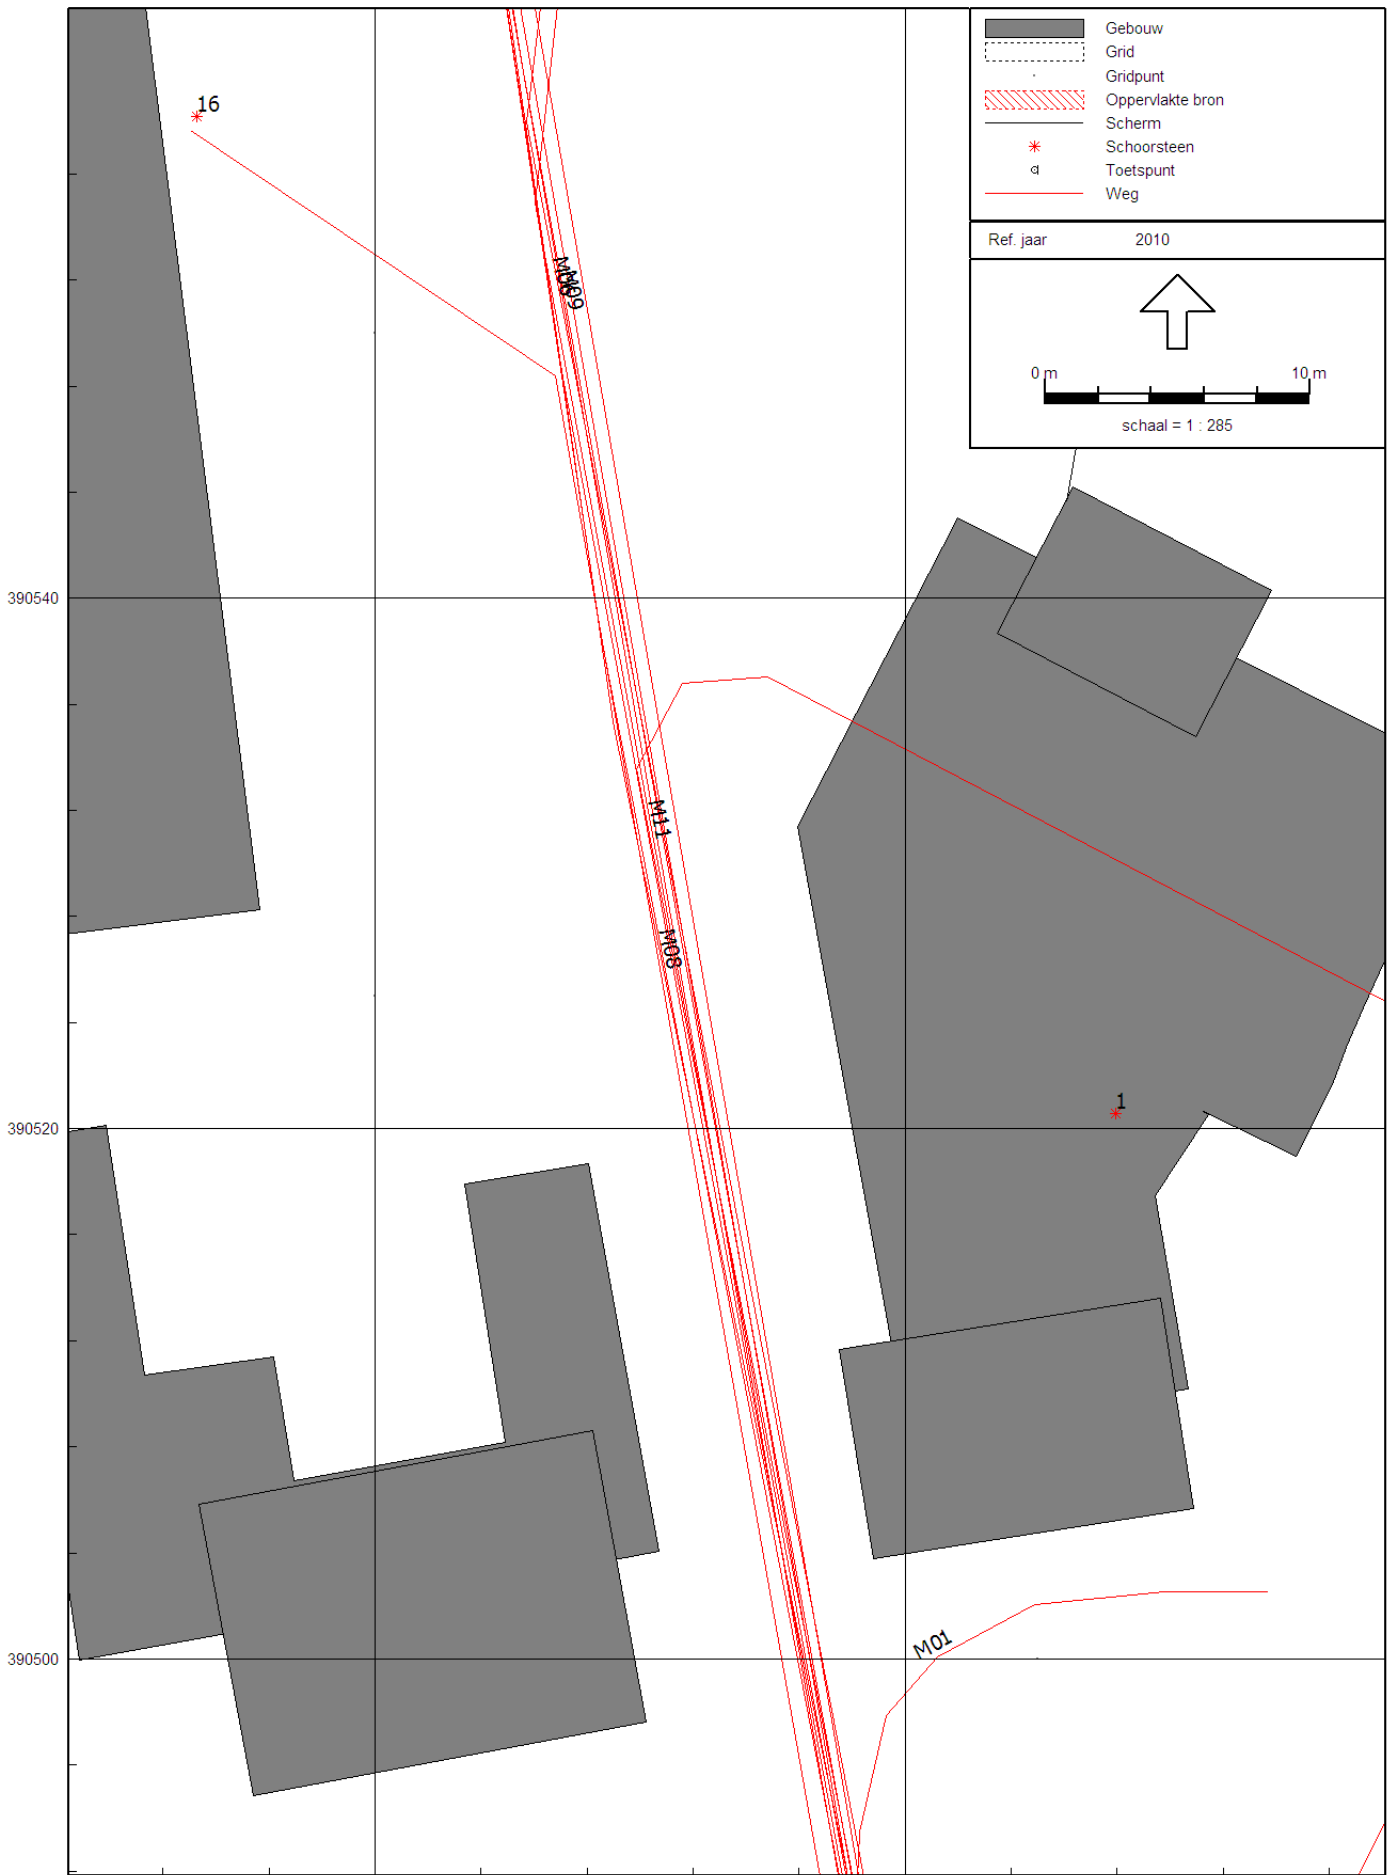 Gebouw
Grid
Gridpunt
Oppervlakte bron
Scherm
Schoorsteen
Toetspunt
Weg
Ref. jaar 2010
0 m 10 m
schaal = 1 : 285
16
M09
390540
M11
M08
1
390520
M01
390500